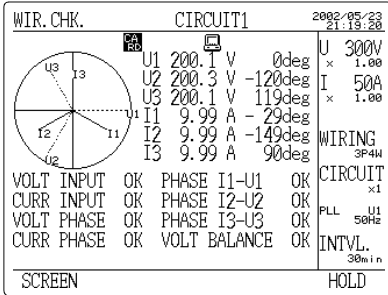 WIR.CHK. CIRCUIT1 2002/05/23
21:19:20
CA
RD
U1 200.1 V 0deg
U2 200.3 V -120deg
U3 200.1 V 119deg
I1 9.99 A - 29deg
I2 9.99 A -149deg
I3 9.99 A 90deg
U3
I3
U1
I2
I1
U2
VOLT INPUT OK PHASE I1-U1 OK
CURR INPUT OK PHASE I2-U2 OK
VOLT PHASE OK PHASE I3-U3 OK
CURR PHASE OK VOLT BALANCE OK
U 300V
× 1.00
I 50A
× 1.00
WIRING
3P4W
CIRCUIT
×1
PLL U1
50Hz
INTVL.
30min
SCREEN HOLD